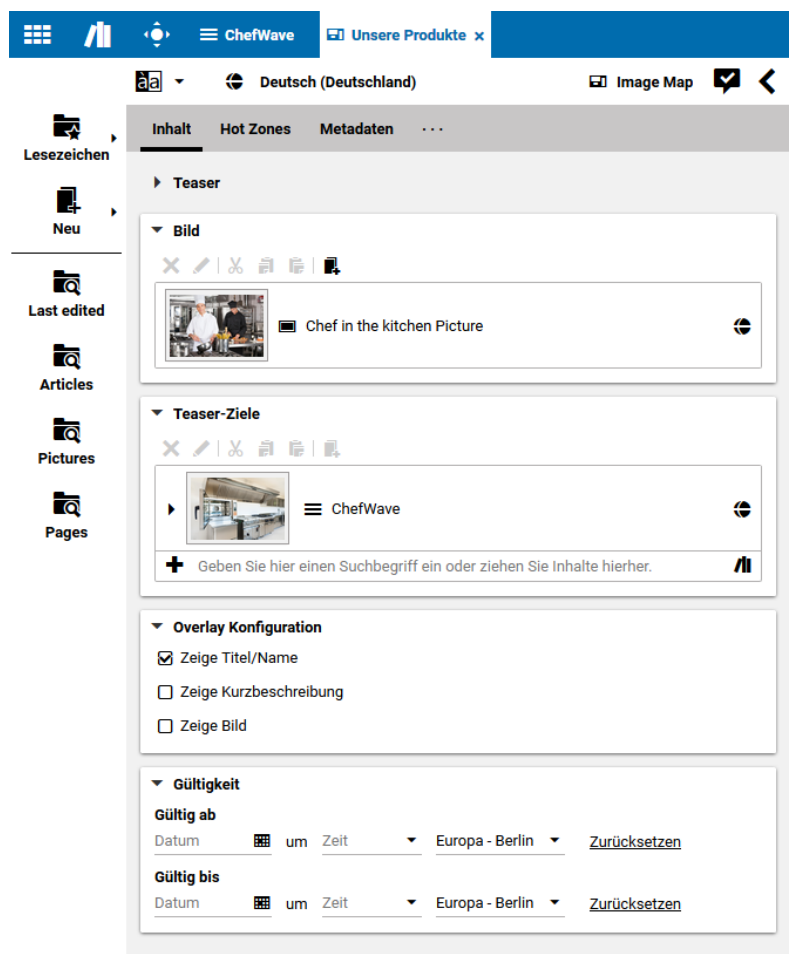 ChefWave
Unsere Produkte ×
àa Deutsch (Deutschland) Image Map
Lesezeichen
Neu
Last edited
Articles
Pictures
Pages
Inhalt Hot Zones Metadaten ···
Teaser
Bild
Chef in the kitchen Picture
Teaser-Ziele
ChefWave
Geben Sie hier einen Suchbegriff ein oder ziehen Sie Inhalte hierher.
Overlay Konfiguration
Zeige Titel/Name
Zeige Kurzbeschreibung
Zeige Bild
Gültigkeit
Gültig ab
Datum um Zeit Europa - Berlin Zurücksetzen
Gültig bis
Datum um Zeit Europa - Berlin Zurücksetzen